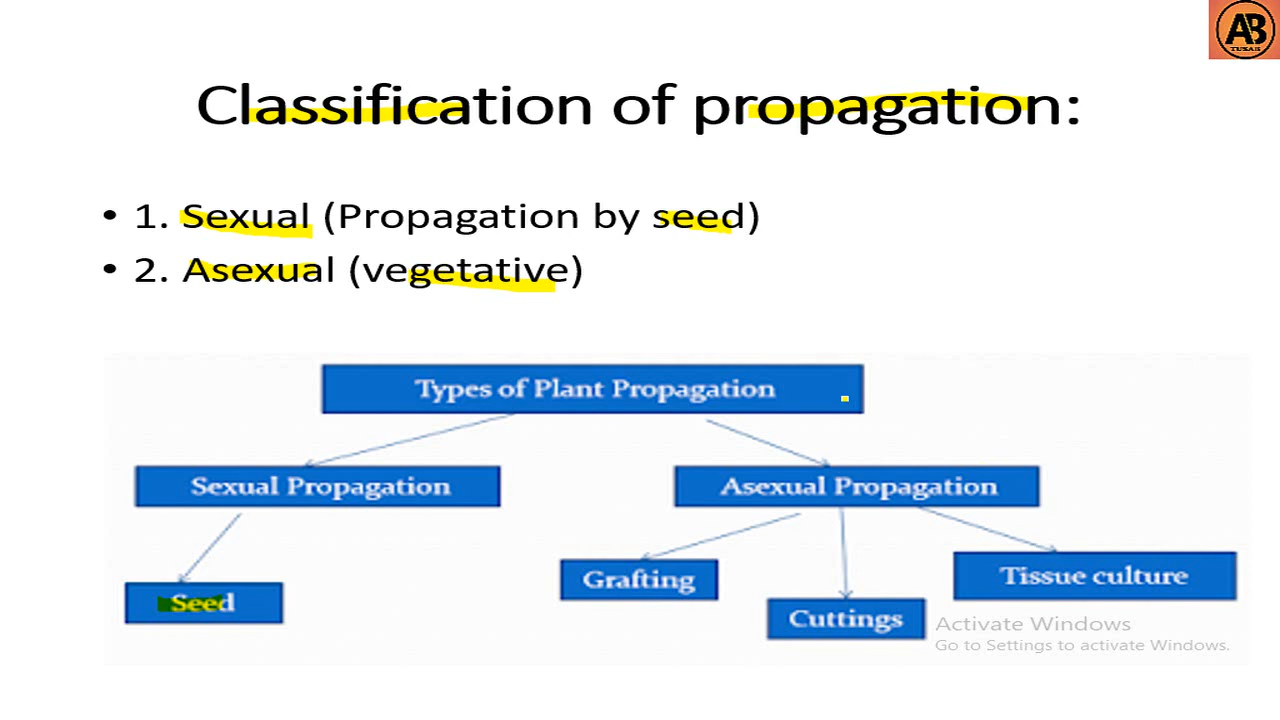 AB
Classification of propagation:
• 1. Sexual (Propagation by seed)
• 2. Asexual (vegetative)
Types of Plant Propagation
Sexual Propagation
Asexual Propagation
Seed
Grafting
Cuttings
Tissue culture
Activate Windows
Go to Settings to activate Windows.